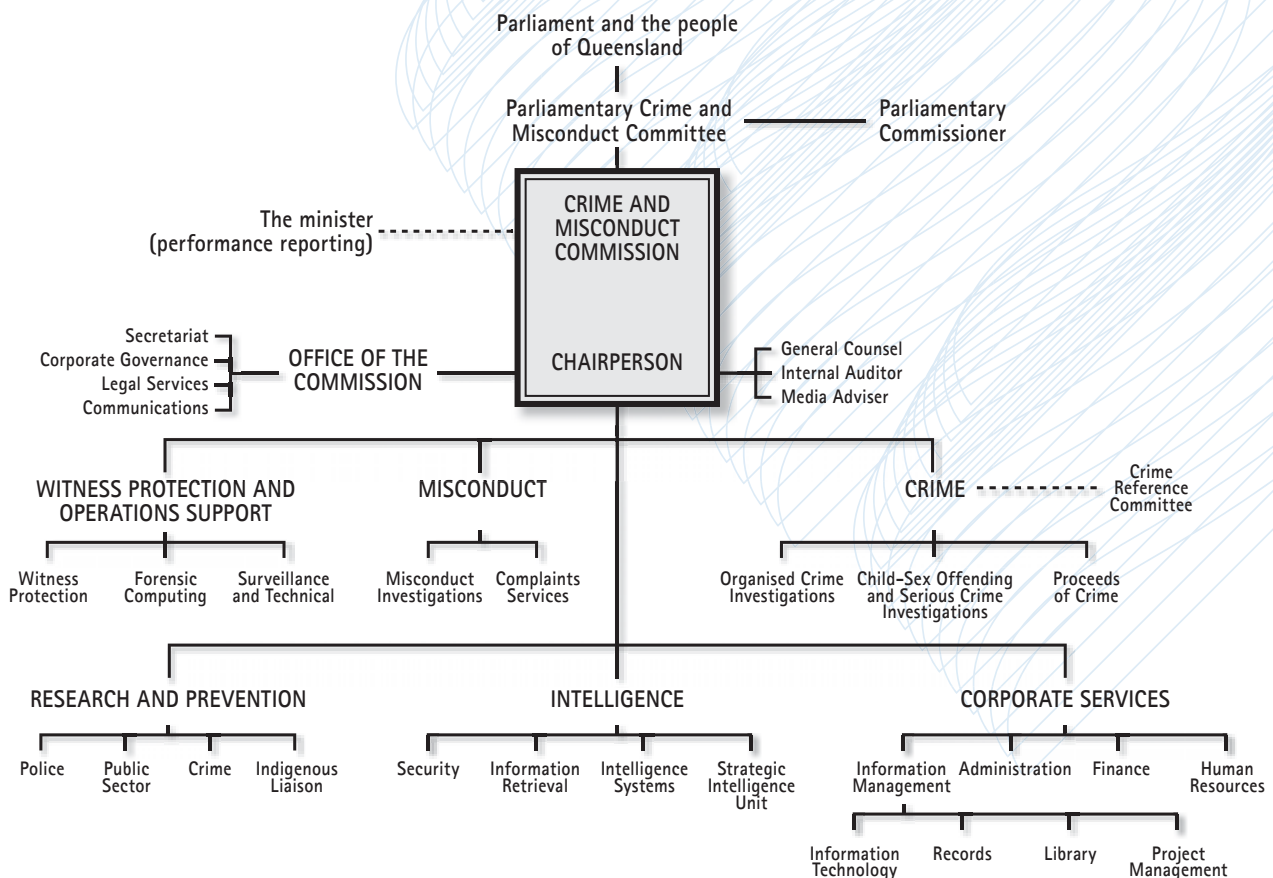 Parliament and the people
of Queensland
Parliamentary Crime and
Misconduct Committee
Parliamentary
Commissioner
CRIME AND
MISCONDUCT
COMMISSION
The minister
(performance reporting)
Secretariat
Corporate Governance
Legal Services
Communications
OFFICE OF THE
COMMISSION
CHAIRPERSON
General Counsel
Internal Auditor
Media Adviser
WITNESS PROTECTION AND
OPERATIONS SUPPORT
MISCONDUCT
CRIME
Crime
Reference
Committee
Witness
Protection
Forensic
Computing
Surveillance
and Technical
Misconduct
Investigations
Complaints
Services
Organised Crime
Investigations
Child-Sex Offending
and Serious Crime
Investigations
Proceeds
of Crime
RESEARCH AND PREVENTION
INTELLIGENCE
CORPORATE SERVICES
Police
Public
Sector
Crime
Indigenous
Liaison
Security
Information
Retrieval
Intelligence
Systems
Strategic
Intelligence
Unit
Information
Management
Administration
Finance
Human
Resources
Information
Technology
Records
Library
Project
Management